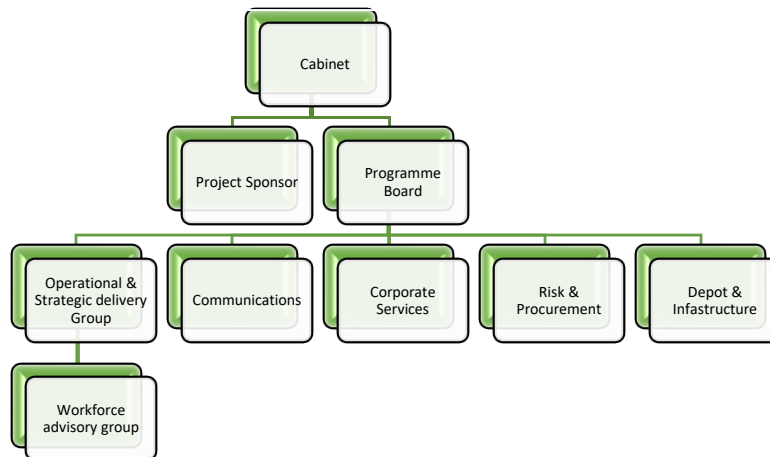 Cabinet
Project Sponsor
Programme
Board
Operational &
Strategic delivery
Group
Communications
Corporate
Services
Risk &
Procurement
Depot &
Infastructure
Workforce
advisory group